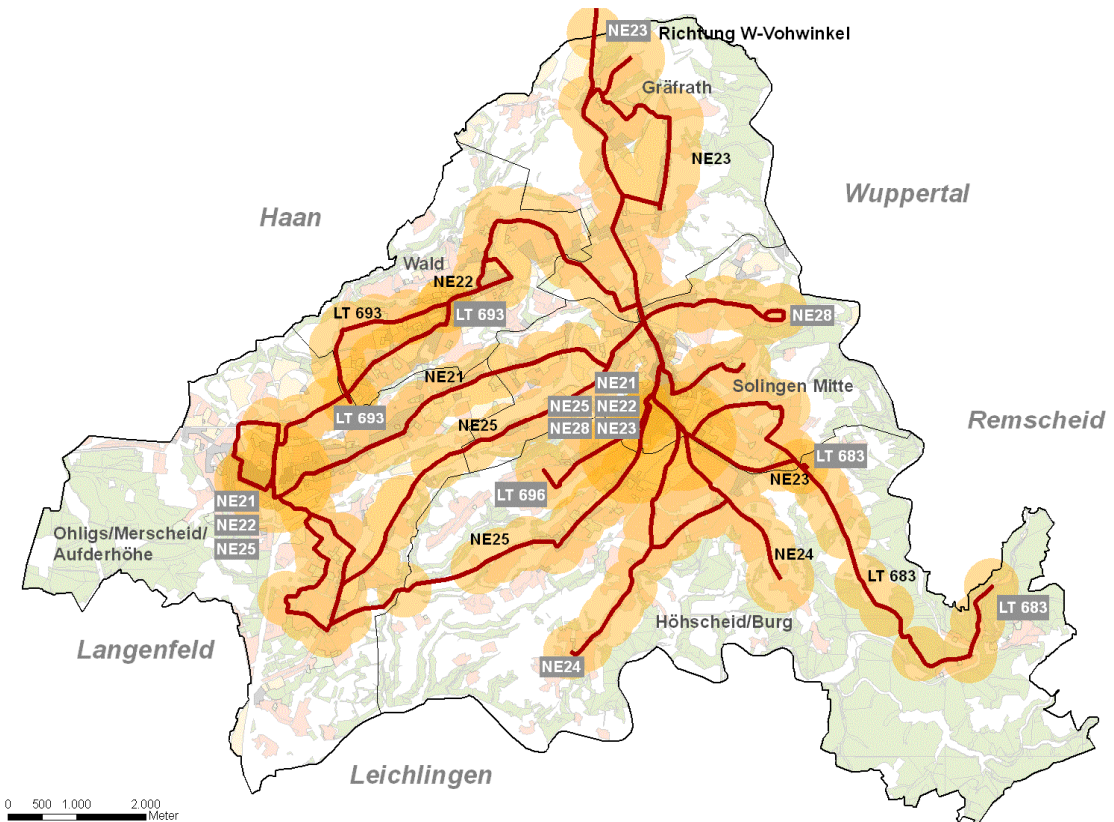 NE23 Richtung W-Vohwinkel
Gräfrath
NE23
Wuppertal
Haan
Wald
NE22
LT 693
LT 693
NE28
NE21
NE21
Solingen Mitte
NE25
NE22
LT 693
Remscheid
NE25
NE28
NE23
LT 683
NE23
LT 696
NE21
NE22
NE25
Ohligs/Merscheid/
Aufderhöhe
NE25
NE24
LT 683
LT 683
Höhscheid/Burg
Langenfeld
NE24
Leichlingen
0 500 1.000 2.000
Meter